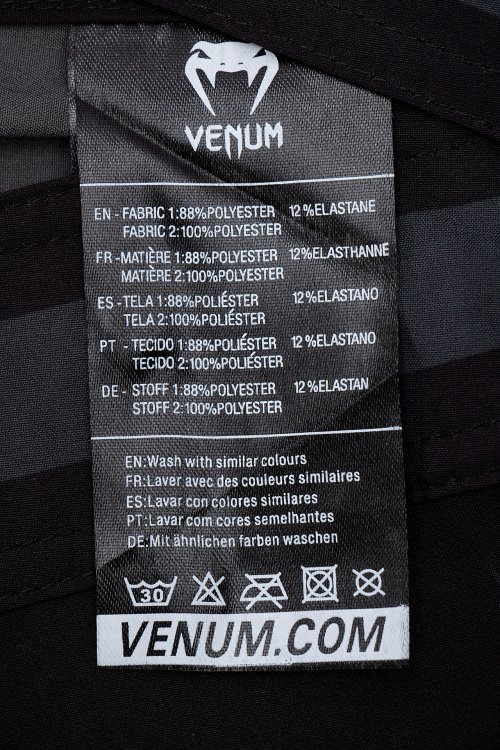 VENUM
EN - FABRIC 1:88%POLYESTER 12%ELASTANE
FABRIC 2:100%POLYESTER
FR -MATIÈRE 1:88%POLYESTER 12%ELASTHANNE
MATIÈRE 2:100%POLYESTER
ES - TELA 1:88%POLIÉSTER 12%ELASTANO
TELA 2:100%POLIÉSTER
PT - TECIDO 1:88%POLIÉSTER 12%ELASTANO
TECIDO 2:100%POLIÉSTER
DE - STOFF 1:88%POLYESTER 12%ELASTAN
STOFF 2:100%POLYESTER
EN:Wash with similar colours
FR:Laver avec des couleurs similaires
ES:Lavar con colores similares
PT:Lavar com cores semelhantes
DE:Mit ähnlichen farben waschen
30
VENUM.COM